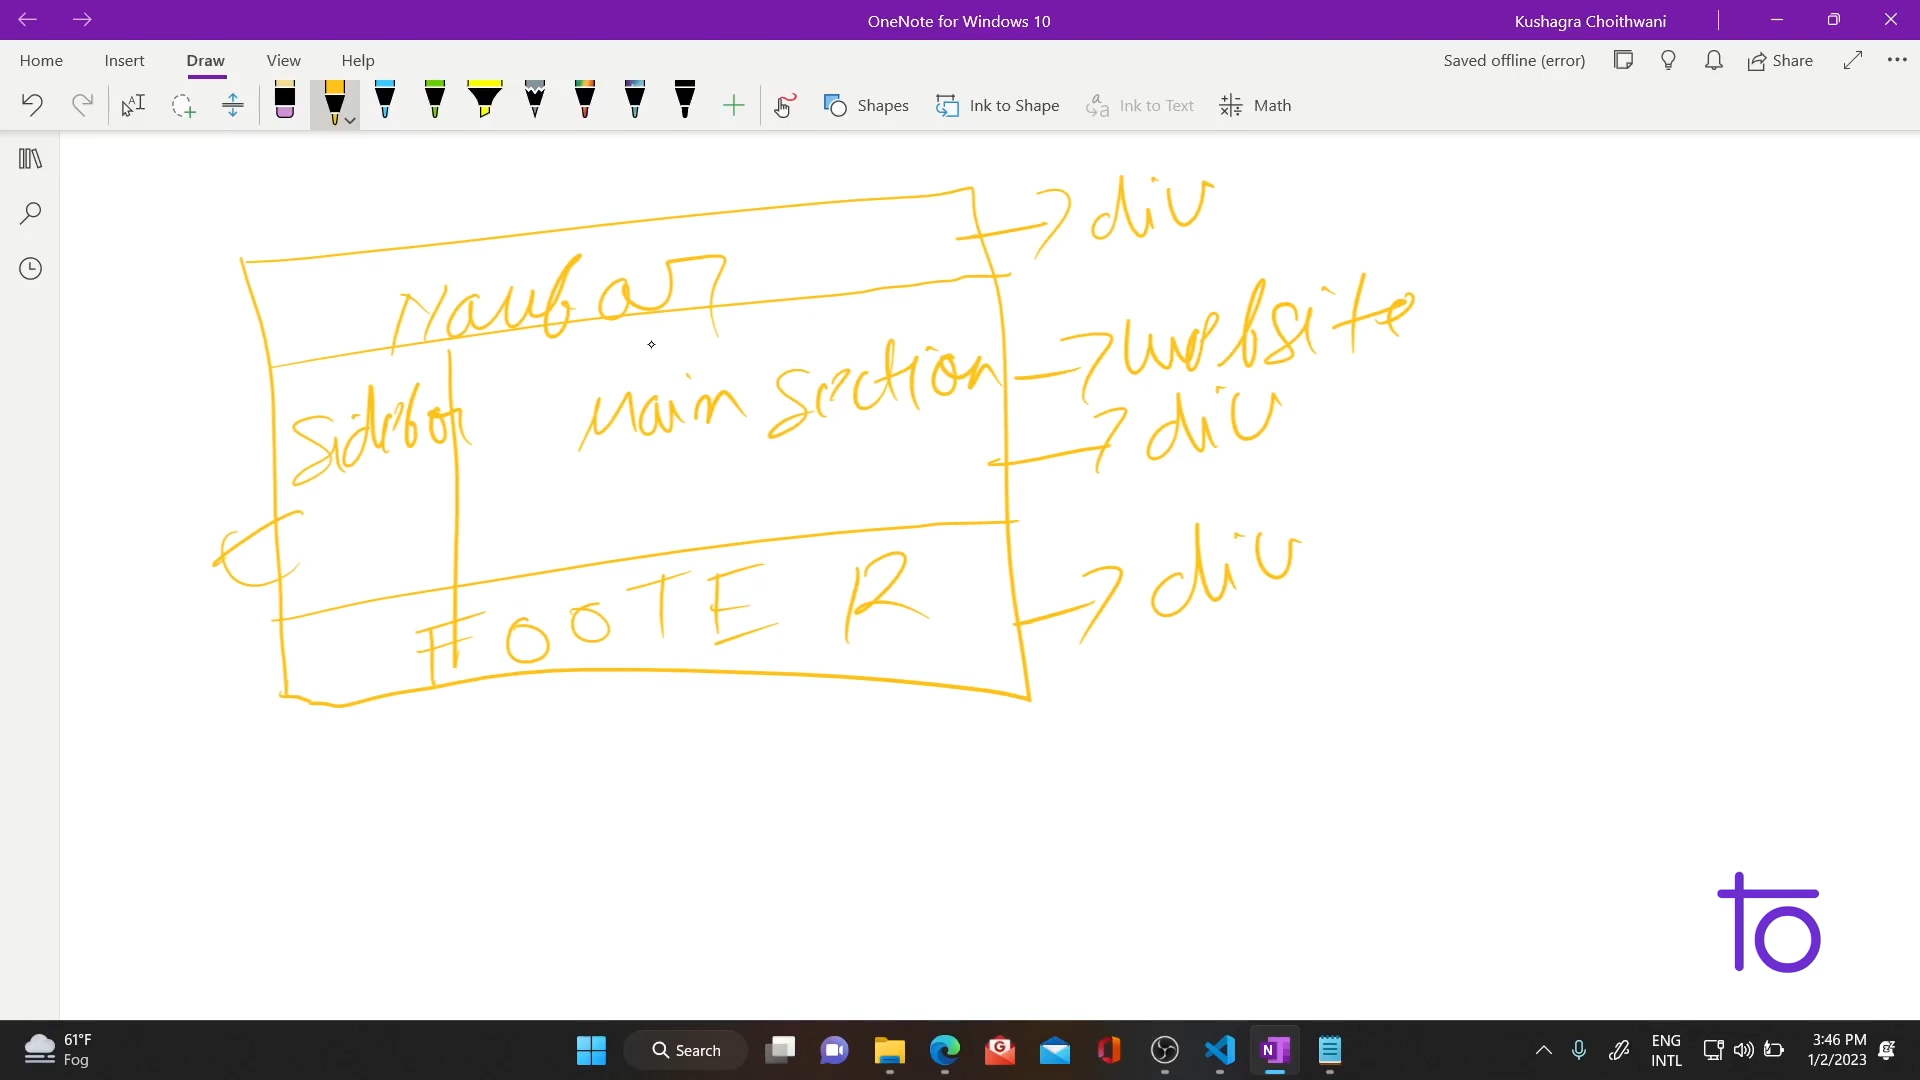 OneNote for Windows 10
Kushagra Choithwani
Home Insert Draw View Help
Saved offline (error)
Share
Shapes
Ink to Shape
Ink to Text
Math
div
Navbar
website
Main section
div
Sidebar
div
FOOTER
to
61°F
Fog
Search
ENG
INTL
3:46 PM
1/2/2023